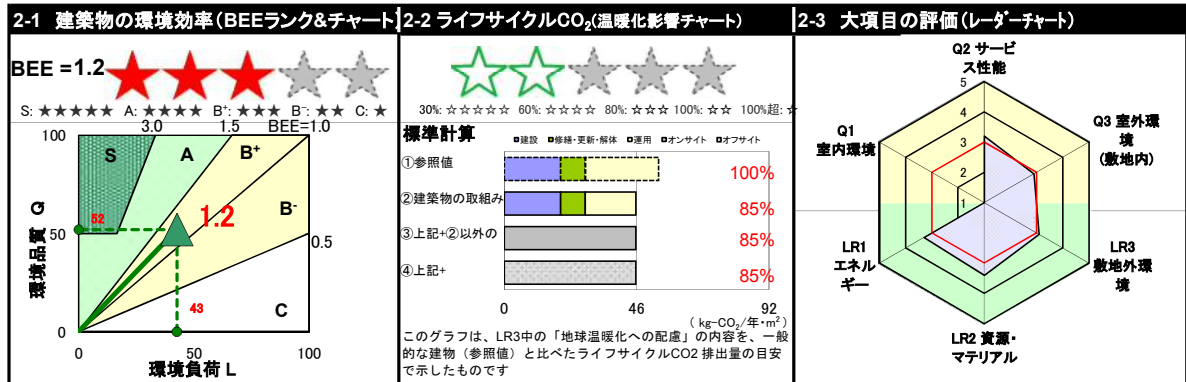 2-1 建築物の環境効率(BEEランク&チャート)
BEE =1.2
S: ★★★★★ A: ★★★★ B⁺: ★★★ B⁻: ★★ C: ★
3.0 1.5 BEE=1.0
100
S
A
B⁺
B⁻
0.5
C
52
1.2
50
43
0
0 50 100
環境品質 Q
環境負荷 L
2-2 ライフサイクルCO₂(温暖化影響チャート)
30%: ☆☆☆☆☆ 60%: ☆☆☆☆ 80%: ☆☆☆ 100%: ☆☆ 100%超: ☆
標準計算
■建設 ■修繕・更新・解体 □運用 □オンサイト □オフサイト
①参照値 100%
②建築物の取組み 85%
③上記+②以外の 85%
④上記+ 85%
0 46 92
( kg-CO₂/年・m²)
このグラフは、LR3中の「地球温暖化への配慮」の内容を、一般
的な建物(参照値)と比べたライフサイクルCO2 排出量の目安
で示したものです
2-3 大項目の評価(レーダーチャート)
Q2 サービ
ス性能
Q1
室内環境
Q3 室外環
境
(敷地内)
5
4
3
2
1
LR1
エネル
ギー
LR3
敷地外環
境
LR2 資源・
マテリアル